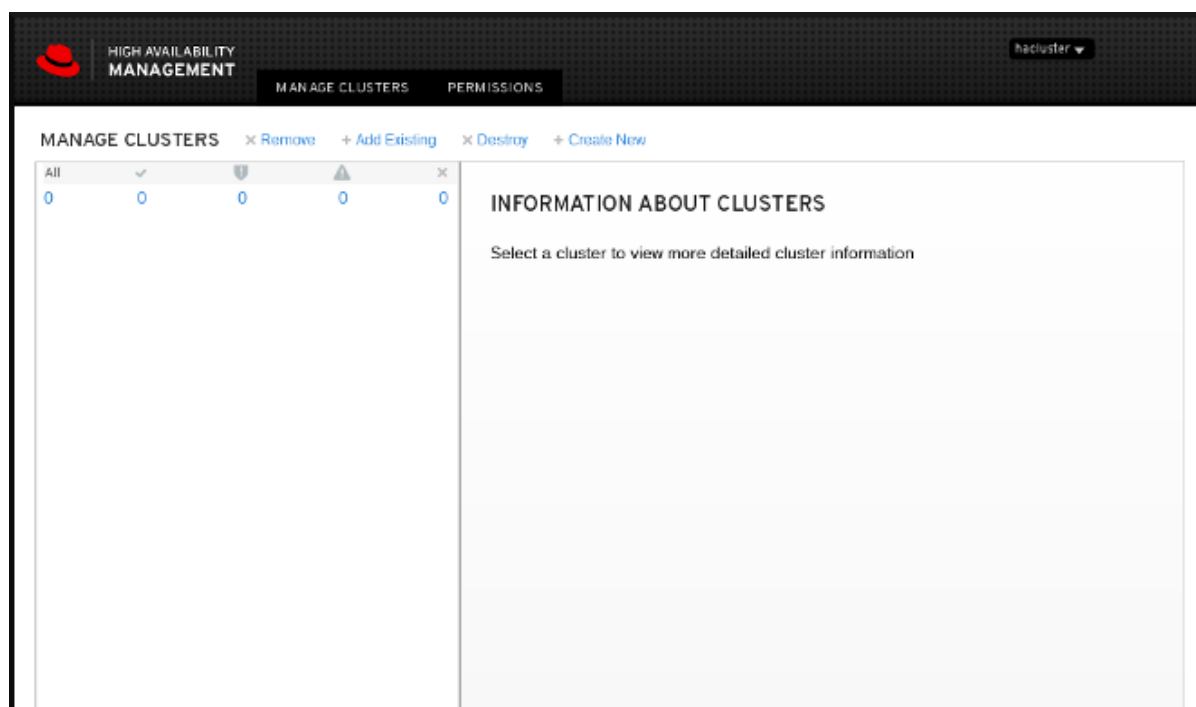 HIGH AVAILABILITY
MANAGEMENT
hacluster
MANAGE CLUSTERS PERMISSIONS
MANAGE CLUSTERS Remove + Add Existing Destroy + Create New
All
0 0 0 0 0
INFORMATION ABOUT CLUSTERS
Select a cluster to view more detailed cluster information